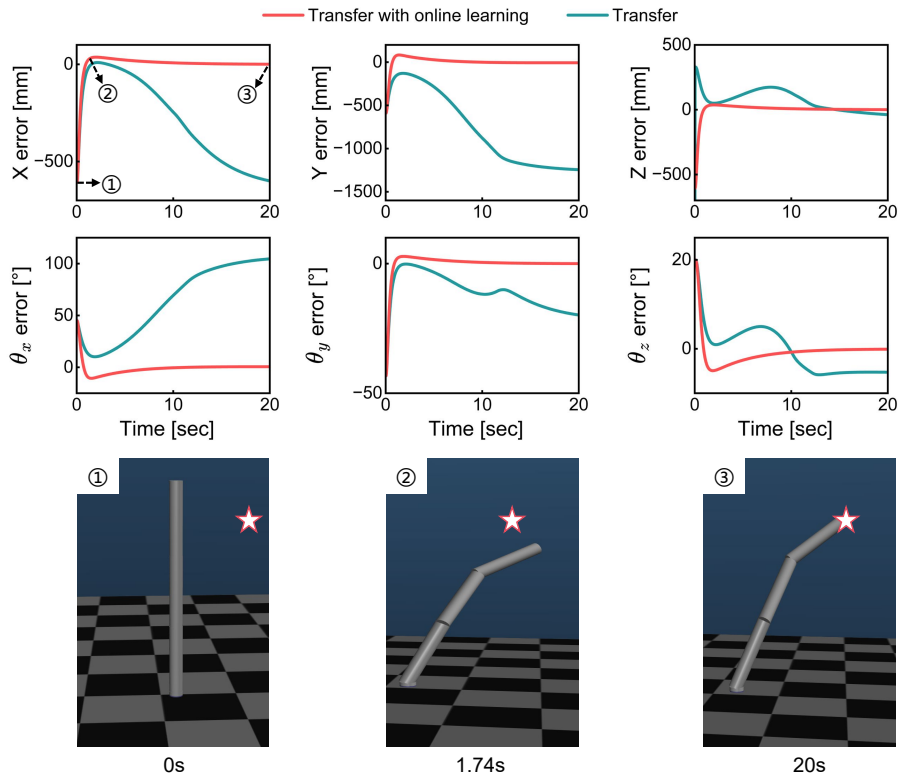 Transfer with online learning Transfer
X error [mm]
0
−500
0 10 20
①
②
③
Y error [mm]
0
−500
−1000
−1500
0 10 20
Z error [mm]
500
0
−500
0 10 20
θx error [°]
100
50
0
0 10 20
Time [sec]
θy error [°]
0
−50
0 10 20
Time [sec]
θz error [°]
20
0
0 10 20
Time [sec]
①
②
③
0s
1.74s
20s